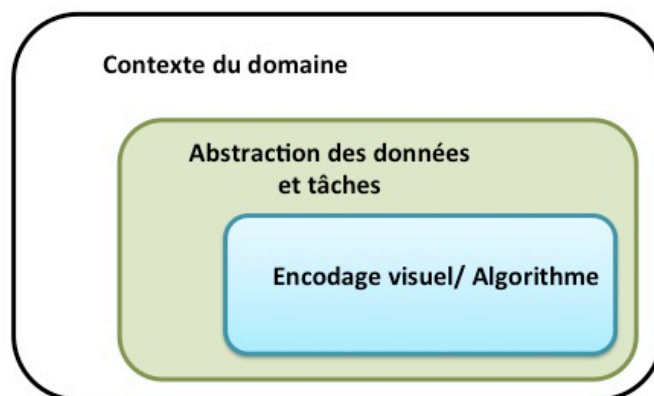 Contexte du domaine
Abstraction des données
et tâches
Encodage visuel/ Algorithme